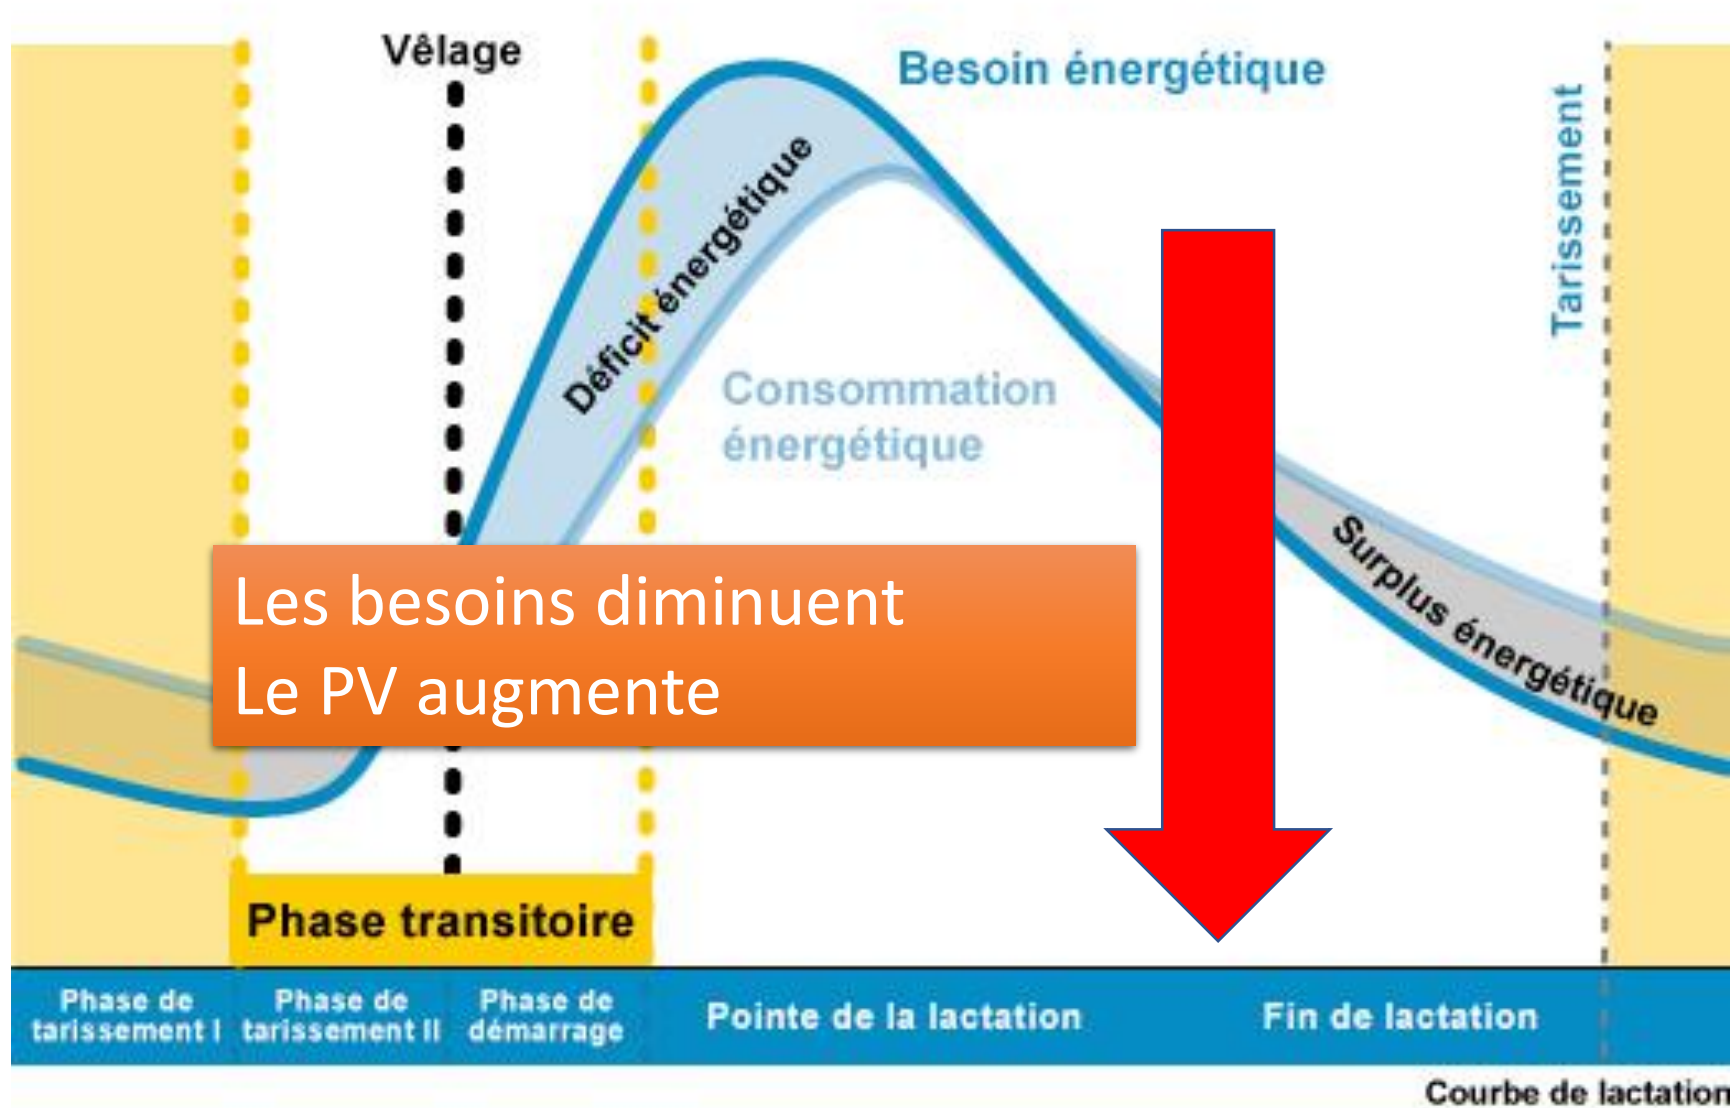 Vêlage
Besoin énergétique
Tarissement
Déficit énergétique
Consommation
énergétique
Les besoins diminuent
Le PV augmente
Surplus énergétique
Phase transitoire
Phase de
tarissement I
Phase de
tarissement II
Phase de
démarrage
Pointe de la lactation
Fin de lactation
Courbe de lactation